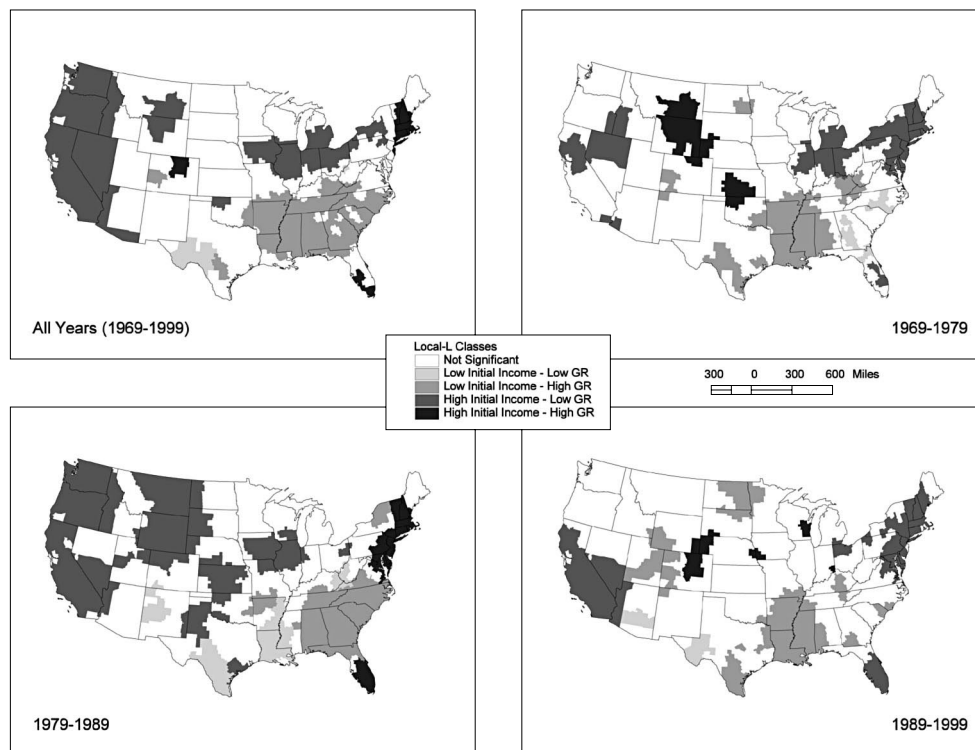 All Years (1969-1999)
1969-1979
Local-L Classes
Not Significant
Low Initial Income - Low GR
Low Initial Income - High GR
High Initial Income - Low GR
High Initial Income - High GR
300 0 300 600 Miles
1979-1989
1989-1999